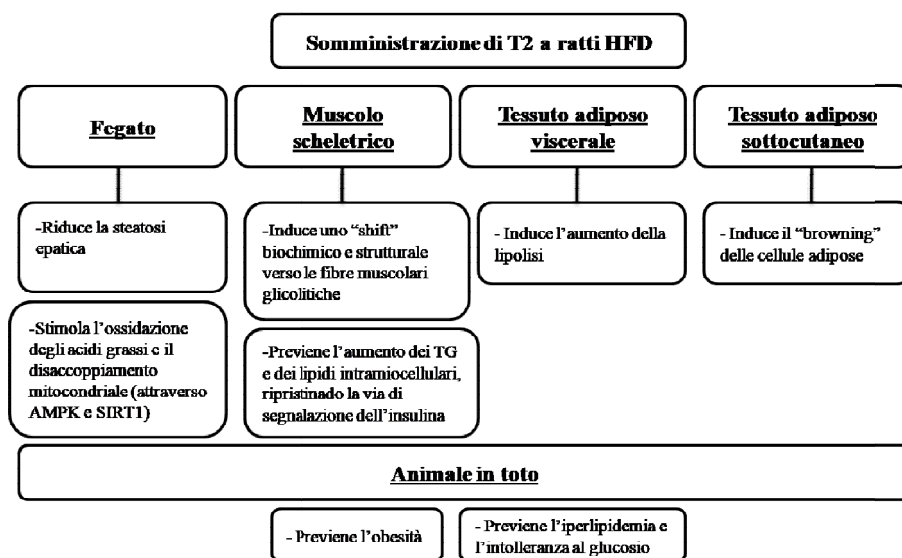 Somministrazione di T2 a ratti HFD
Fegato
Muscolo
scheletrico
Tessuto adiposo
viscerale
Tessuto adiposo
sottocutaneo
-Riduce la steatosi
epatica
-Stimola l'ossidazione
degli acidi grassi e il
disaccoppiamento
mitocondriale (attraverso
AMPK e SIRT1)
-Induce uno "shift"
biochimico e strutturale
verso le fibre muscolari
glicolitiche
-Previene l'aumento dei TG
e dei lipidi intramiocellulari,
ripristinado la via di
segnalazione dell'insulina
- Induce l'aumento della
lipolisi
- Induce il "browning"
delle cellule adipose
Animale in toto
- Previene l'obesità
- Previene l'iperlipidemia e
l'intolleranza al glucosio